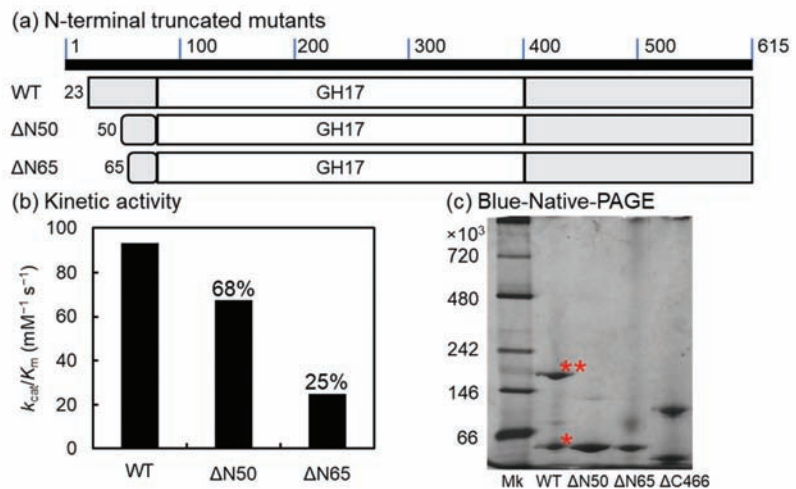 (a) N-terminal truncated mutants
1 100 200 300 400 500 615
WT 23 GH17
ΔN50 50 GH17
ΔN65 65 GH17
(b) Kinetic activity
100
80
60
40
20
0
kcat/Km (mM⁻¹ s⁻¹)
68%
25%
WT ΔN50 ΔN65
(c) Blue-Native-PAGE
×10³
720
480
242
146
66
**
*
Mk WT ΔN50 ΔN65 ΔC466